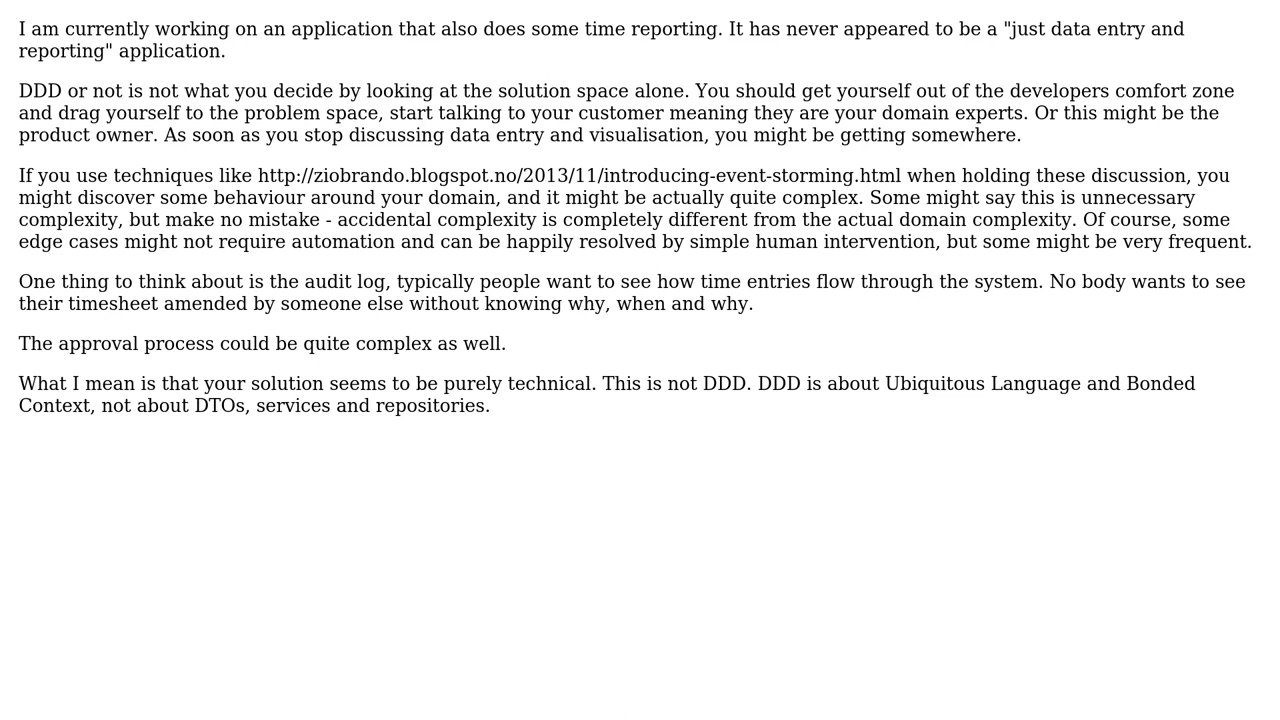 I am currently working on an application that also does some time reporting. It has never appeared to be a "just data entry and
reporting" application.
DDD or not is not what you decide by looking at the solution space alone. You should get yourself out of the developers comfort zone
and drag yourself to the problem space, start talking to your customer meaning they are your domain experts. Or this might be the
product owner. As soon as you stop discussing data entry and visualisation, you might be getting somewhere.
If you use techniques like http://ziobrando.blogspot.no/2013/11/introducing-event-storming.html when holding these discussion, you
might discover some behaviour around your domain, and it might be actually quite complex. Some might say this is unnecessary
complexity, but make no mistake - accidental complexity is completely different from the actual domain complexity. Of course, some
edge cases might not require automation and can be happily resolved by simple human intervention, but some might be very frequent.
One thing to think about is the audit log, typically people want to see how time entries flow through the system. No body wants to see
their timesheet amended by someone else without knowing why, when and why.
The approval process could be quite complex as well.
What I mean is that your solution seems to be purely technical. This is not DDD. DDD is about Ubiquitous Language and Bonded
Context, not about DTOs, services and repositories.